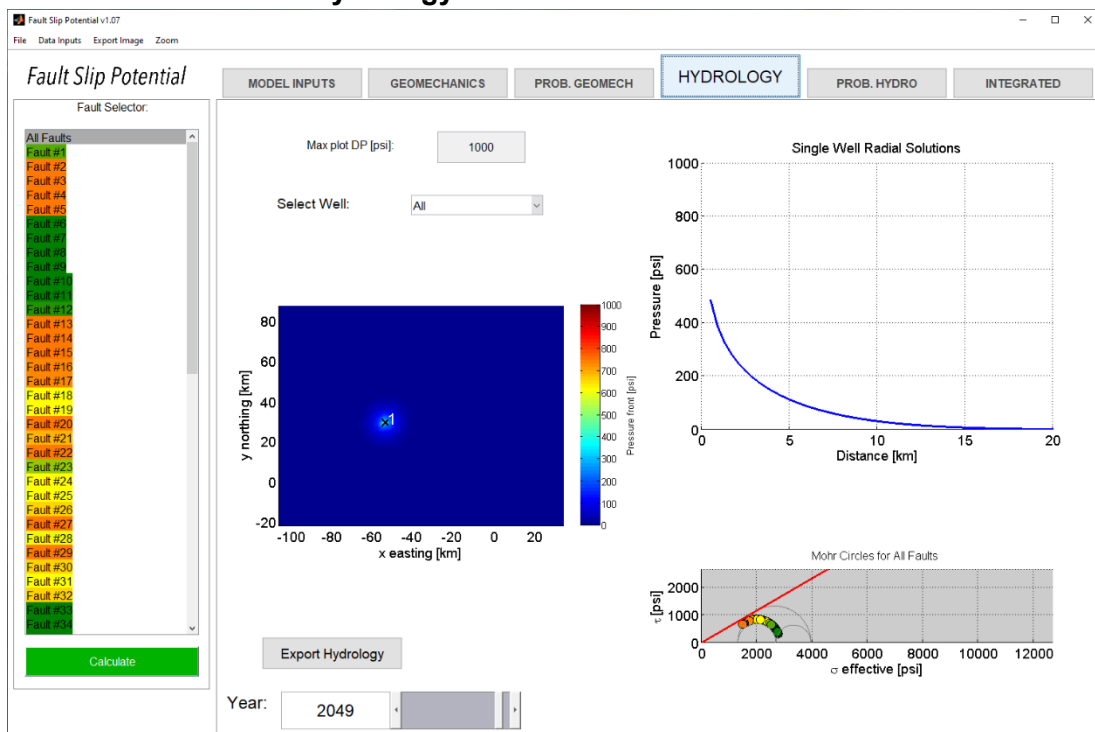 Fault Slip Potential v1.07
File Data Inputs Export Image Zoom
Fault Slip Potential
MODEL INPUTS GEOMECHANICS PROB. GEOMECH HYDROLOGY PROB. HYDRO INTEGRATED
Fault Selector:
All Faults
Fault #1
Fault #2
Fault #3
Fault #4
Fault #5
Fault #6
Fault #7
Fault #8
Fault #9
Fault #10
Fault #11
Fault #12
Fault #13
Fault #14
Fault #15
Fault #16
Fault #17
Fault #18
Fault #19
Fault #20
Fault #21
Fault #22
Fault #23
Fault #24
Fault #25
Fault #26
Fault #27
Fault #28
Fault #29
Fault #30
Fault #31
Fault #32
Fault #33
Fault #34
Calculate
Max plot DP [psi]: 1000
Select Well: All
y northing [km]
80
60
40
20
0
-20
1
-100 -80 -60 -40 -20 0 20
x easting [km]
1000
900
800
700
600
500
400
300
200
100
0
Pressure front [psi]
Export Hydrology
Year: 2049
Single Well Radial Solutions
Pressure [psi]
1000
800
600
400
200
0
0 5 10 15 20
Distance [km]
Mohr Circles for All Faults
τ [psi]
2000
1000
0
0 2000 4000 6000 8000 10000 12000
σ effective [psi]